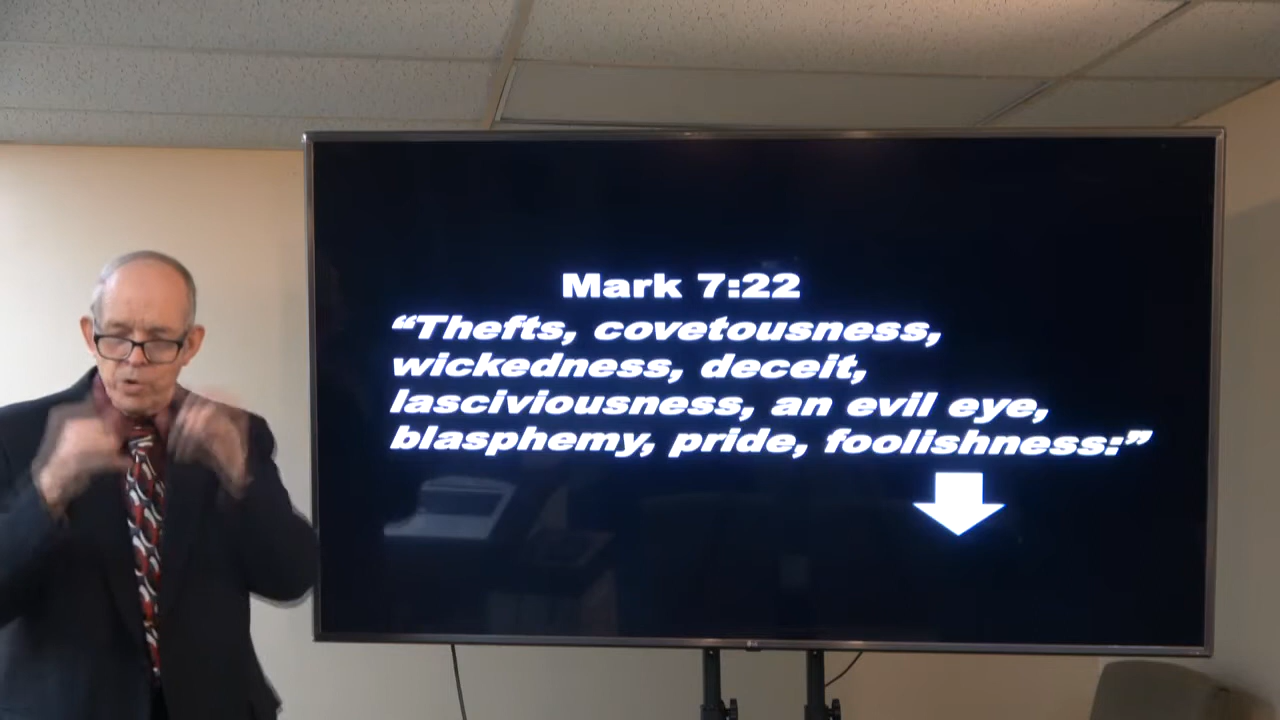 Mark 7:22
“Thefts, covetousness,
wickedness, deceit,
lasciviousness, an evil eye,
blasphemy, pride, foolishness:”